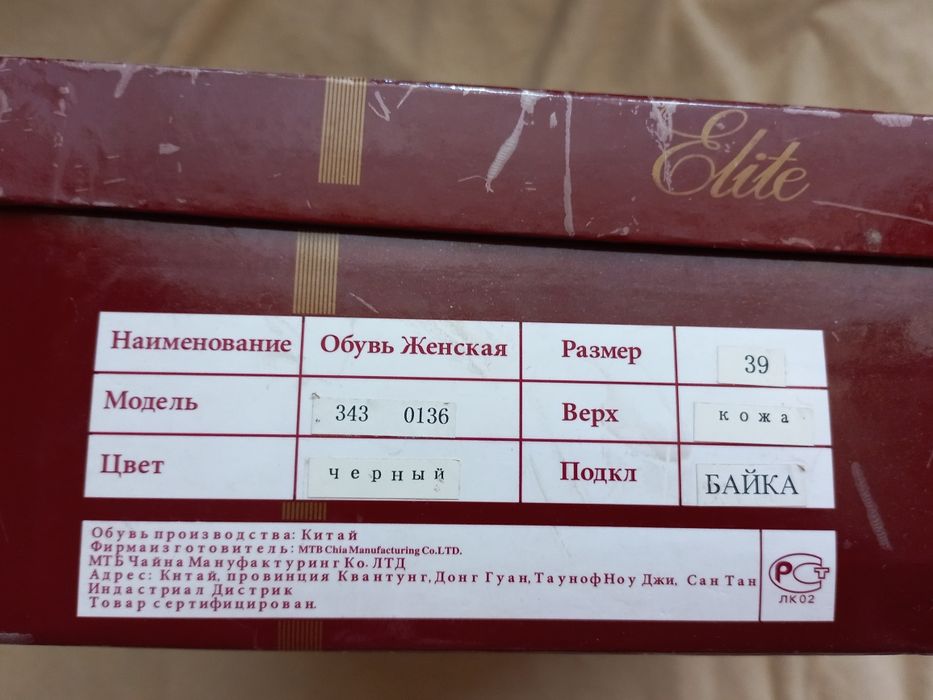 Elite
Наименование Обувь Женская Размер 39
Модель 343 0136 Верх кожа
Цвет черный Подкл БАЙКА
Обувь производства: Китай
Фирмаизготовитель: MTB Chia Manufacturing Co.LTD.
МТБ Чайна Мануфактуринг Ко. ЛТД
Адрес: Китай, провинция Квантунг, Донг Гуан, ТаунофНоу Джи, Сан Тан
Индастриал Дистрик
Товар сертифицирован.
РСТ
ЛК02